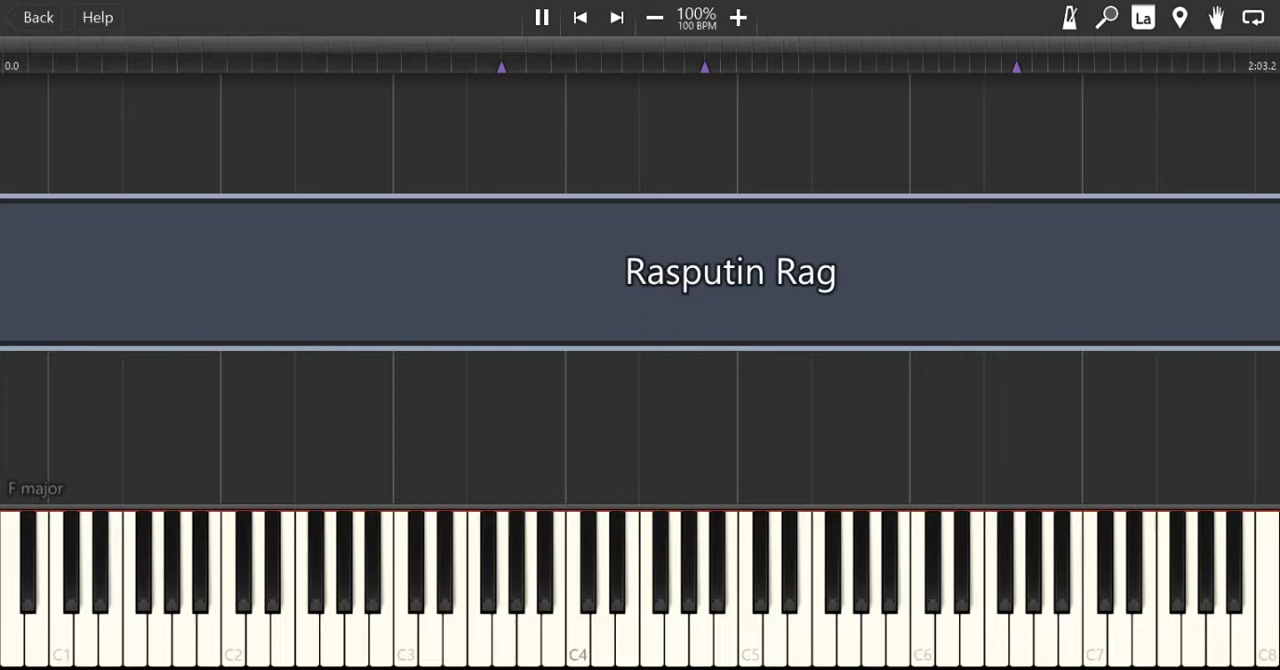 Back Help 100% La
100 BPM
0.0 2:03.2
Rasputin Rag
F major
C1 C2 C3 C4 C5 C6 C7 C8